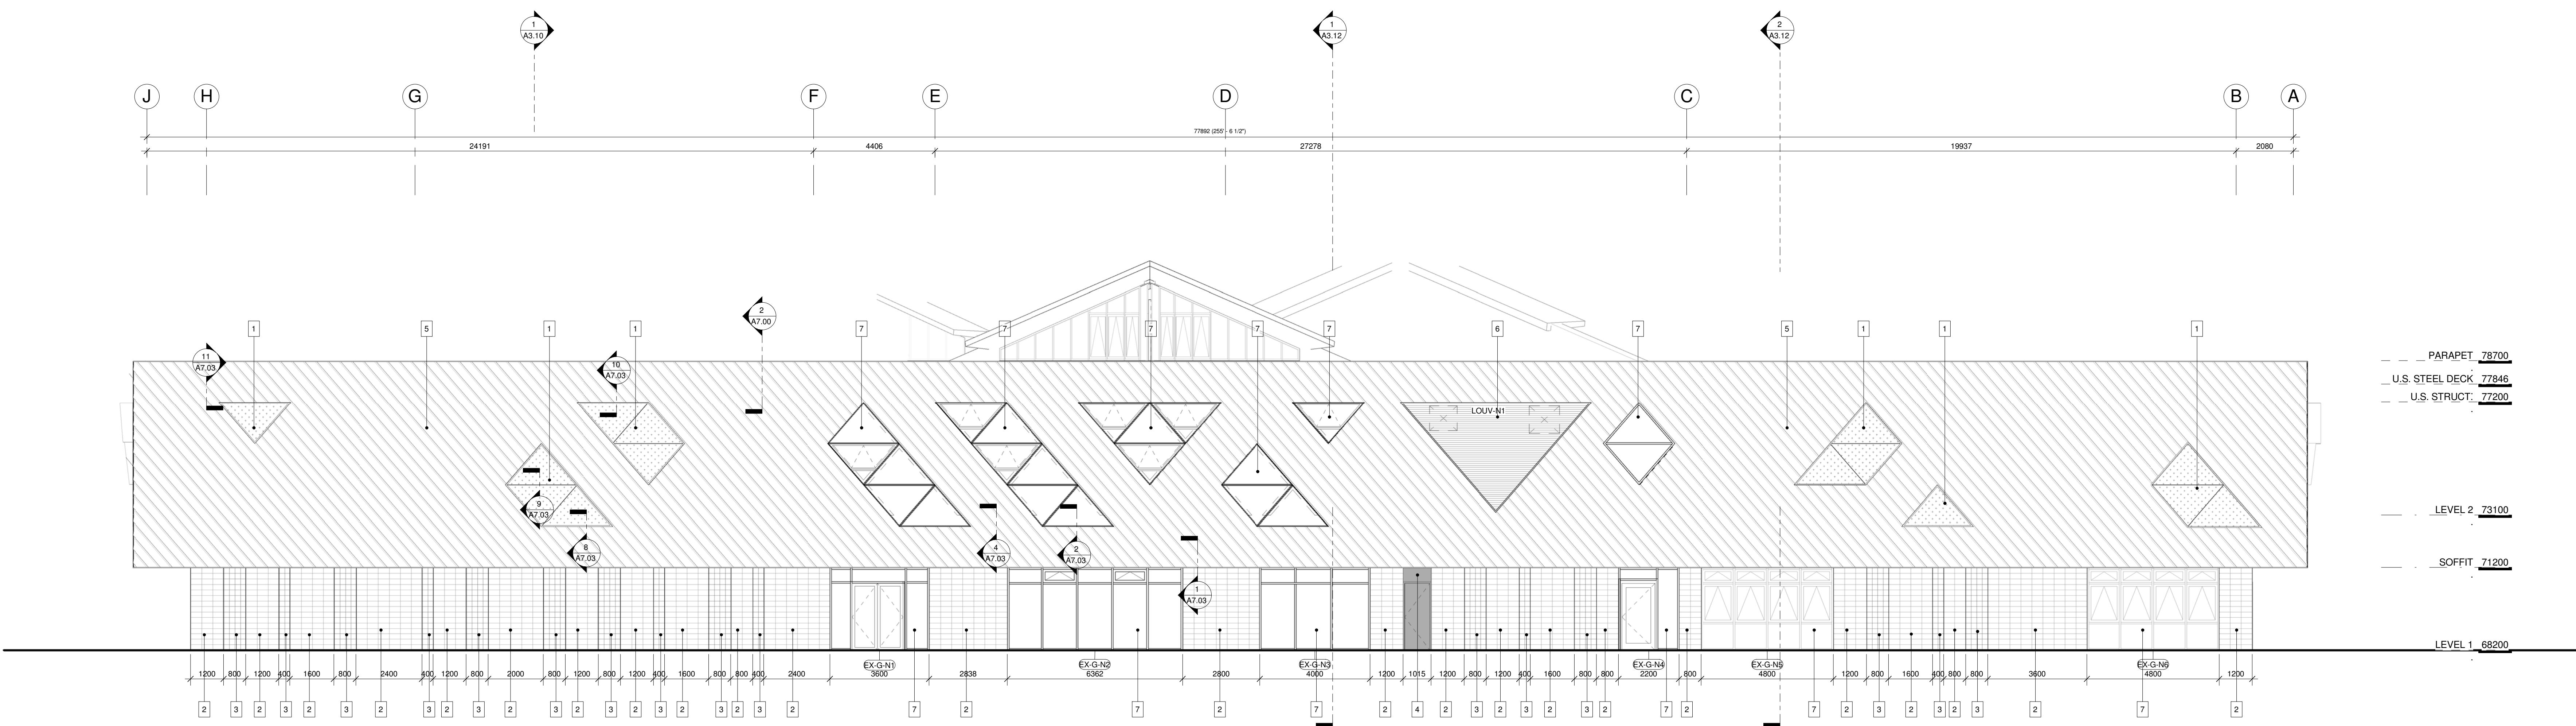 1 1 2
A3.10 A3.12 A3.12
J H G F E D C B A
77892 (255' - 6 1/2")
24191 4406 27278 19937 2080
2
A7.00
1 5 1 1 7 7 7 7 7 6 7 5 1 1 1
11
A7.03
10
A7.03
PARAPET 78700
U.S. STEEL DECK 77846
U.S. STRUCT. 77200
LOUV-N1
9
A7.03
LEVEL 2 73100
8 4 2
A7.03 A7.03 A7.03
SOFFIT 71200
1
A7.03
LEVEL 1 68200
EX-G-N1 EX-G-N2 EX-G-N3 EX-G-N4 EX-G-N5 EX-G-N6
1200 800 1200 400 1600 800 2400 400 1200 800 2000 800 1200 800 1200 400 1600 800 800 400 2400 3600 2838 6362 2800 4000 1200 1015 1200 800 1200 400 1600 800 800 2200 800 4800 1200 800 1600 400 800 800 3600 4800 1200
2 3 2 3 2 3 2 3 2 3 2 3 2 3 2 3 2 3 2 3 2 7 2 7 2 7 2 4 2 3 2 3 2 3 2 7 2 7 2 3 2 3 2 3 2 7 2